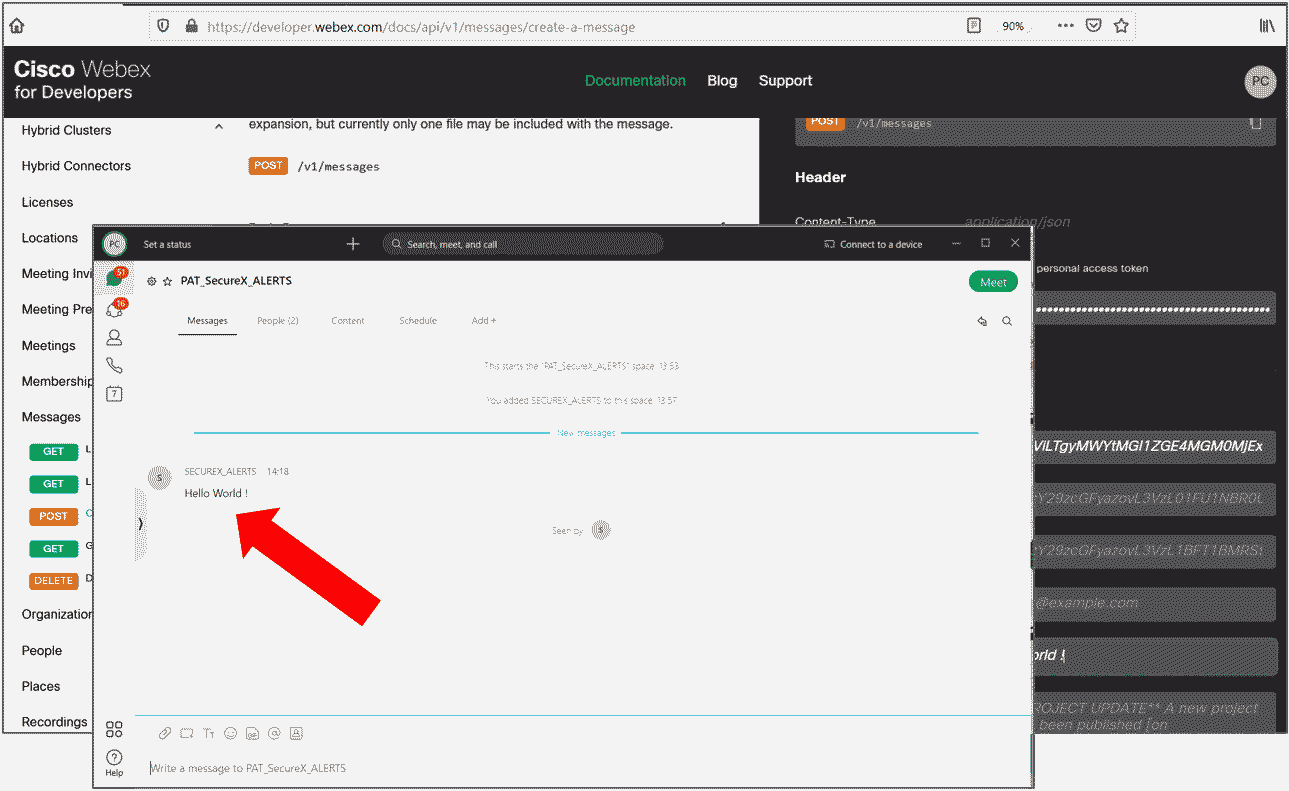 https://developer.webex.com/docs/api/v1/messages/create-a-message
90%
Cisco Webex
for Developers
Documentation
Blog
Support
PC
Hybrid Clusters
Hybrid Connectors
Licenses
Locations
Meeting Invi
Meeting Pre
Meetings
Membership
Messages
GET L
GET L
POST C
GET G
DELETE D
Organization
People
Places
Recordings
expansion, but currently only one file may be included with the message.
POST /v1/messages
POST /v1/messages
Header
Content-Type application/json
personal access token
@example.com
orld !
ROJECT UPDATE** A new project
been published [on
PC
Set a status
Search, meet, and call
Connect to a device
51
16
7
Help
PAT_SecureX_ALERTS
Meet
Messages
People (2)
Content
Schedule
Add +
This starts the "PAT_SecureX_ALERTS" space. 13:53
You added SECUREX_ALERTS to this space. 13:57
New messages
S
SECUREX_ALERTS 14:18
Hello World !
Seen by S
GIF
Write a message to PAT_SecureX_ALERTS